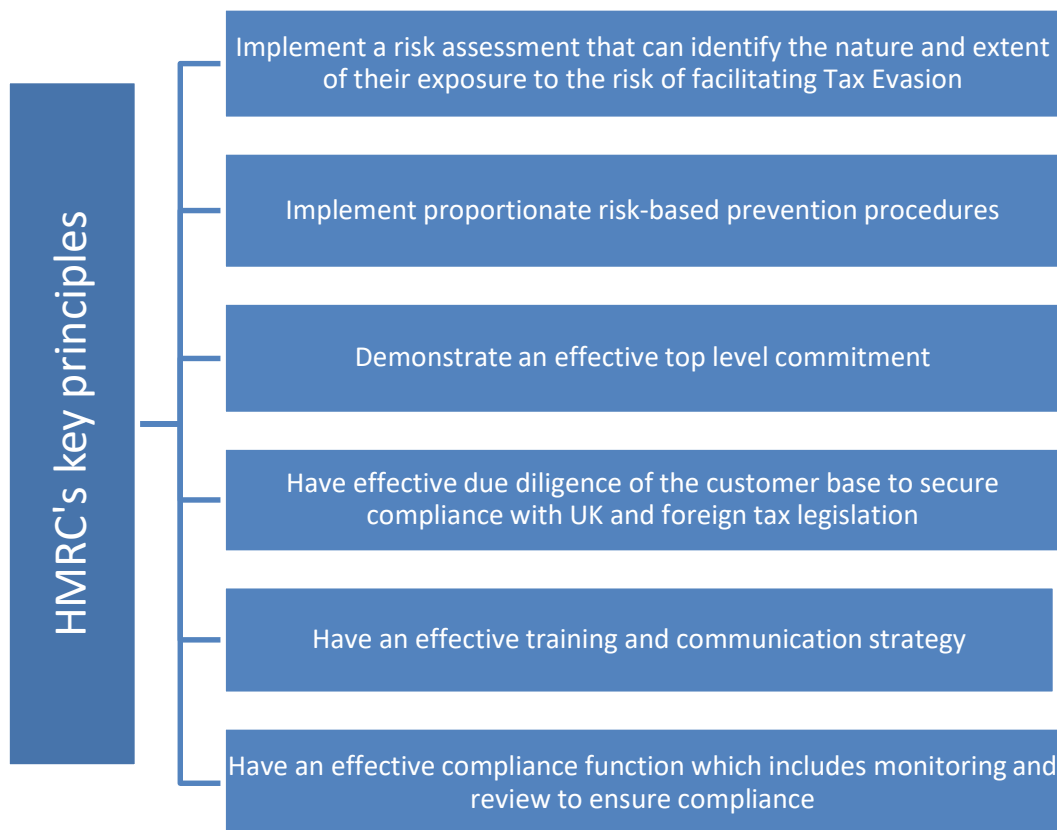 HMRC's key principles
Implement a risk assessment that can identify the nature and extent
of their exposure to the risk of facilitating Tax Evasion
Implement proportionate risk-based prevention procedures
Demonstrate an effective top level commitment
Have effective due diligence of the customer base to secure
compliance with UK and foreign tax legislation
Have an effective training and communication strategy
Have an effective compliance function which includes monitoring and
review to ensure compliance